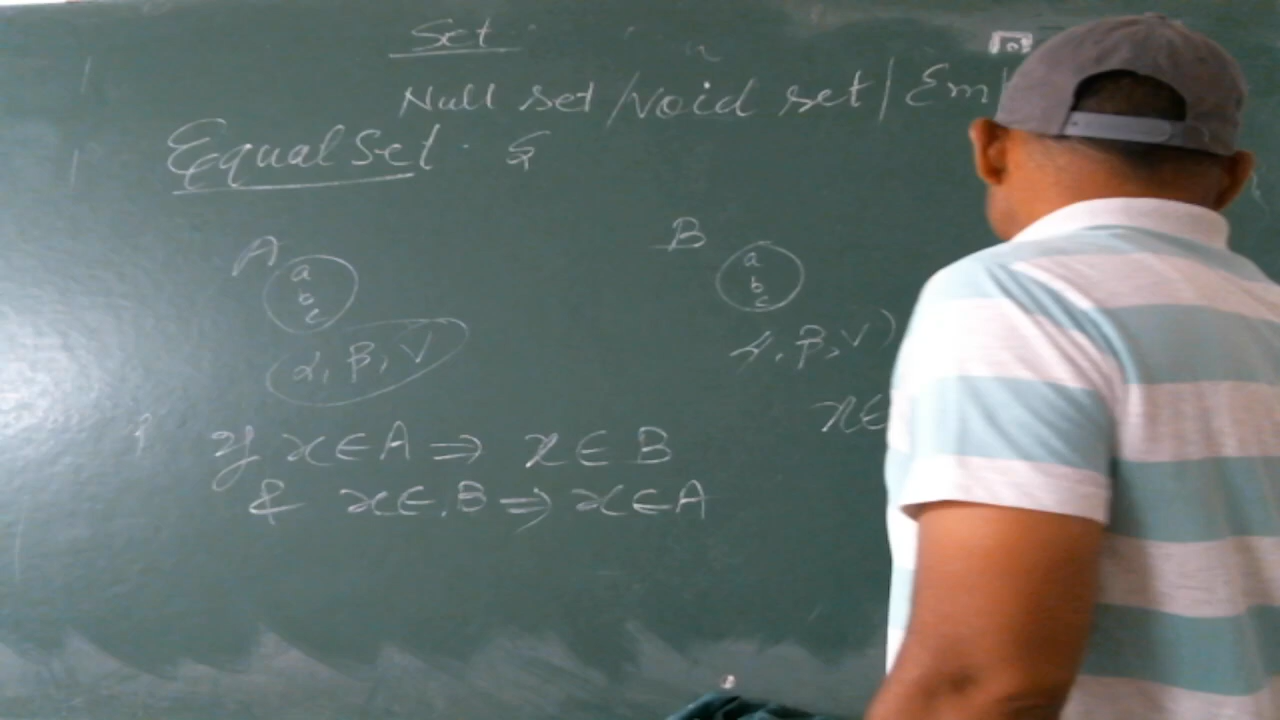 Set
Null set/Void set/Em
Equal Set.
A
a
b
c
α, β, V
B
a
b
c
α, β, V)
x∈
If x∈A ⇒ x∈B
& x∈B ⇒ x∈A